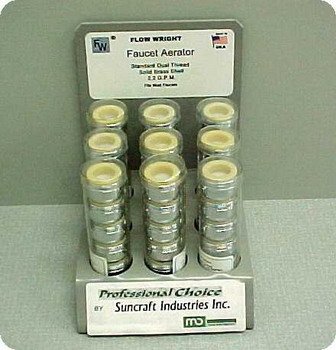 FW
FLOW WRIGHT
MADE IN
USA
Faucet Aerator
Standard Dual Thread
Solid Brass Shell
2.2 G.P.M.
Fits Most Faucets
Professional Choice
BY Suncraft Industries Inc.